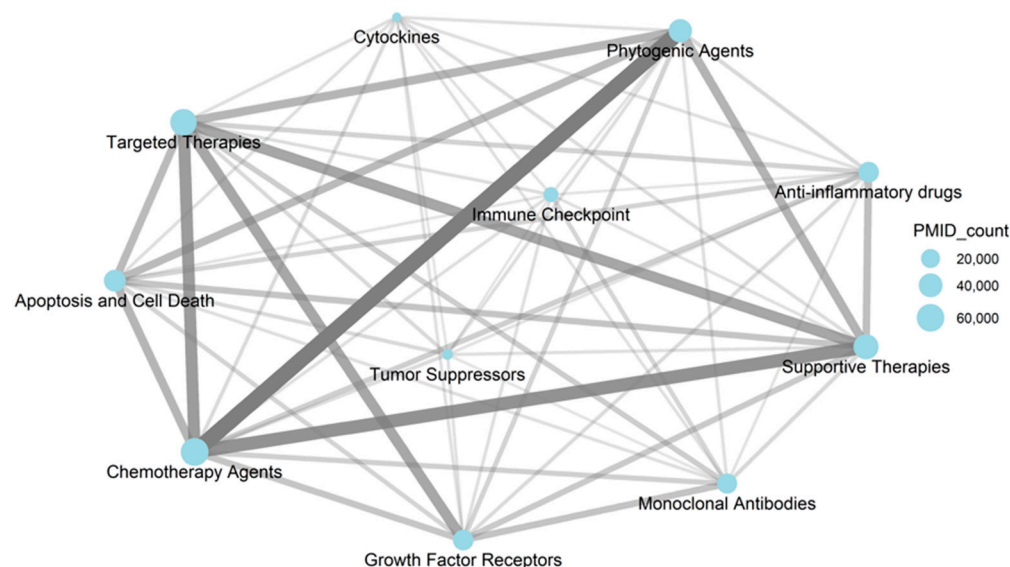 Cytockines
Phytogenic Agents
Targeted Therapies
Anti-inflammatory drugs
Immune Checkpoint
PMID_count
20,000
40,000
60,000
Apoptosis and Cell Death
Tumor Suppressors
Supportive Therapies
Chemotherapy Agents
Monoclonal Antibodies
Growth Factor Receptors